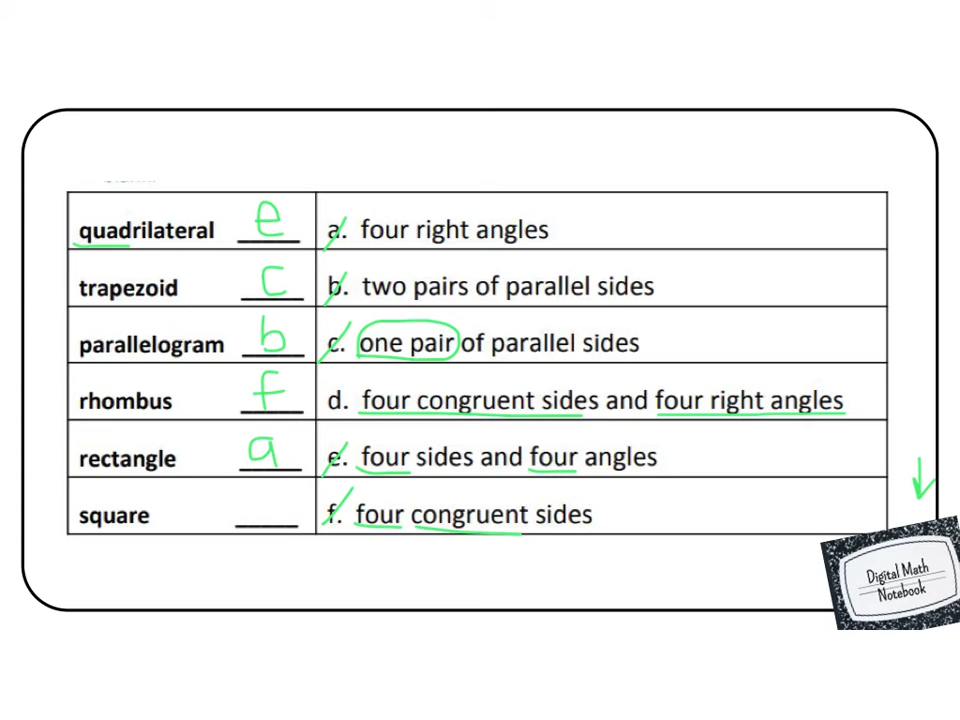 quadrilateral e a. four right angles
trapezoid c b. two pairs of parallel sides
parallelogram b c. one pair of parallel sides
rhombus f d. four congruent sides and four right angles
rectangle a e. four sides and four angles
square ____ f. four congruent sides
Digital Math
Notebook